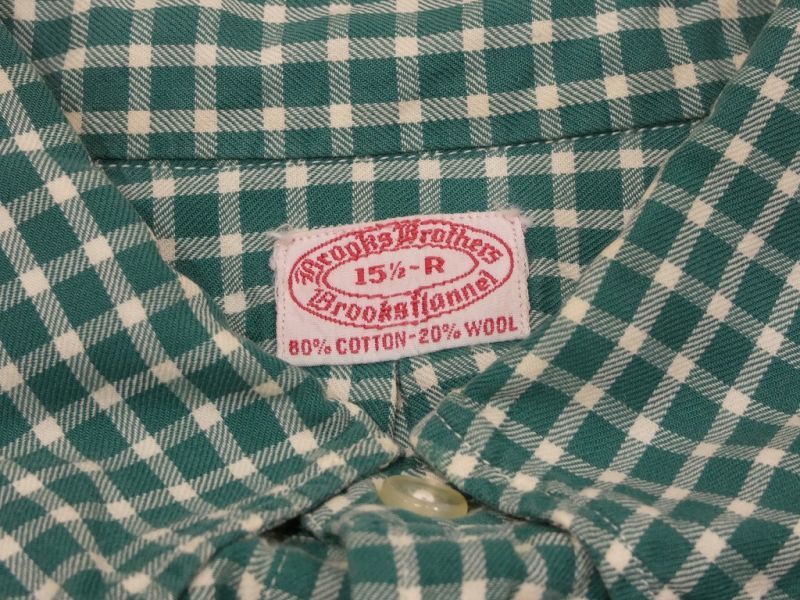 Brooks Brothers
15½-R
Brooksflannel
80% COTTON-20% WOOL